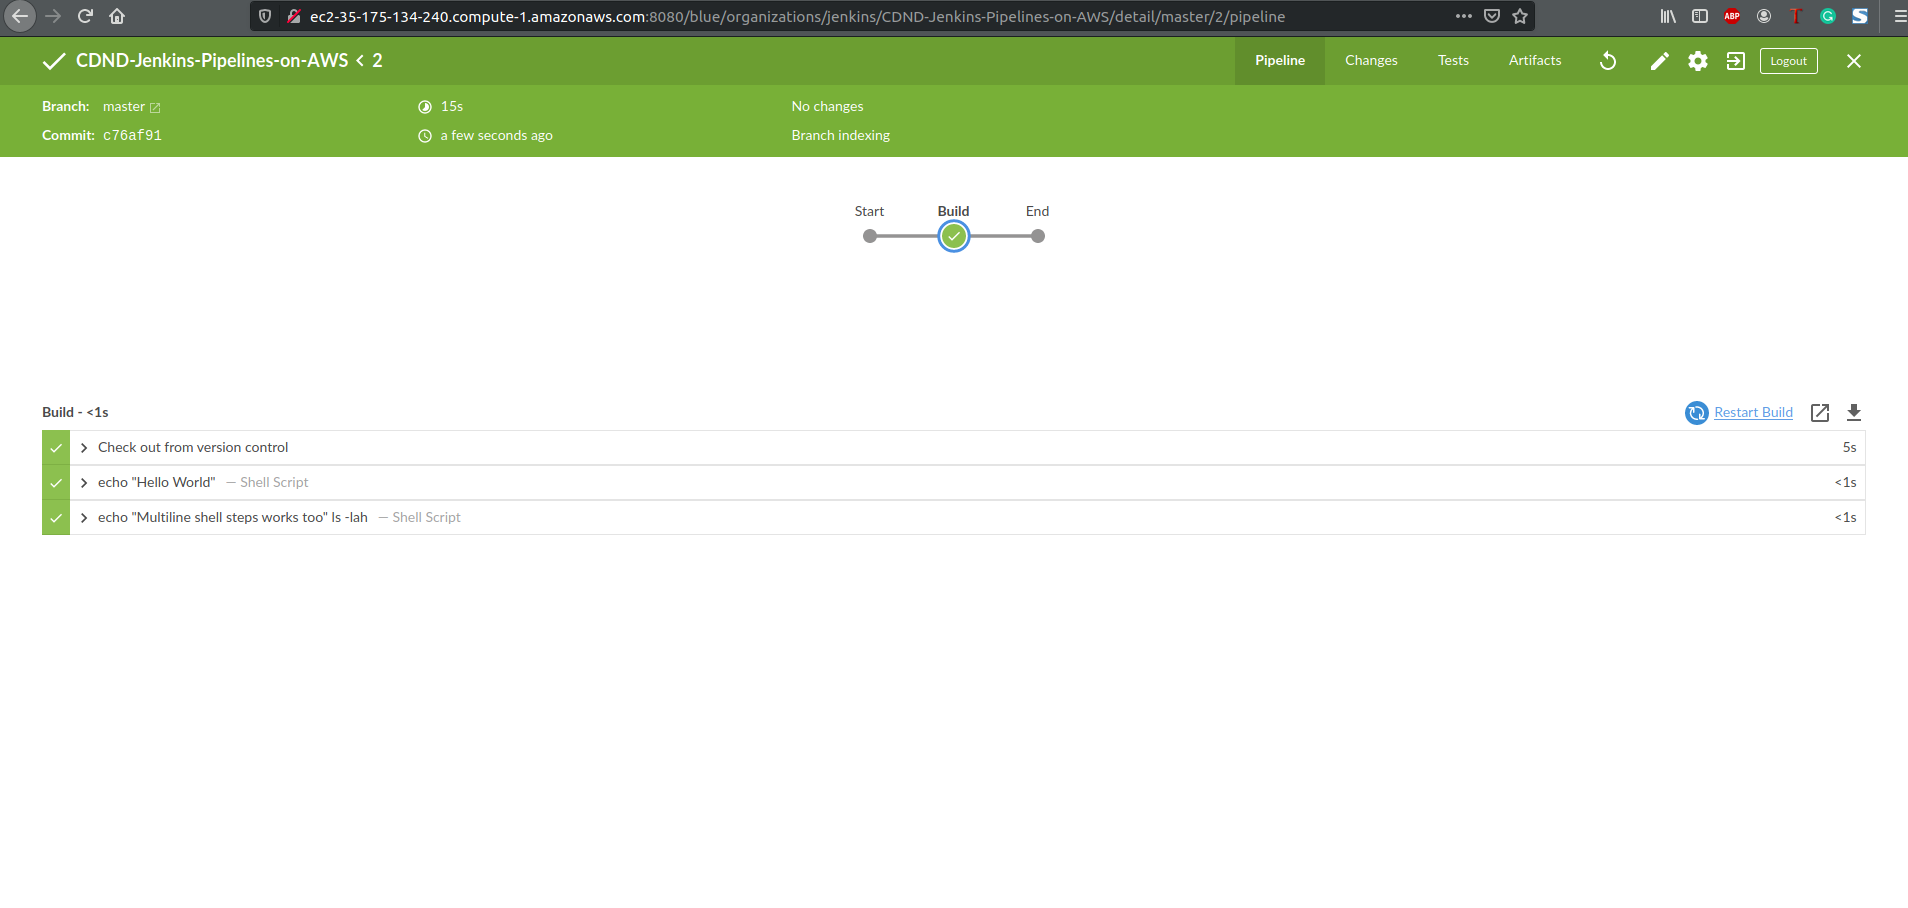 ec2-35-175-134-240.compute-1.amazonaws.com:8080/blue/organizations/jenkins/CDND-Jenkins-Pipelines-on-AWS/detail/master/2/pipeline
ABP
CDND-Jenkins-Pipelines-on-AWS < 2
Pipeline Changes Tests Artifacts Logout
Branch: master 15s No changes
Commit: c76af91 a few seconds ago Branch indexing
Start Build End
Build - <1s Restart Build
Check out from version control 5s
echo "Hello World" — Shell Script <1s
echo "Multiline shell steps works too" ls -lah — Shell Script <1s